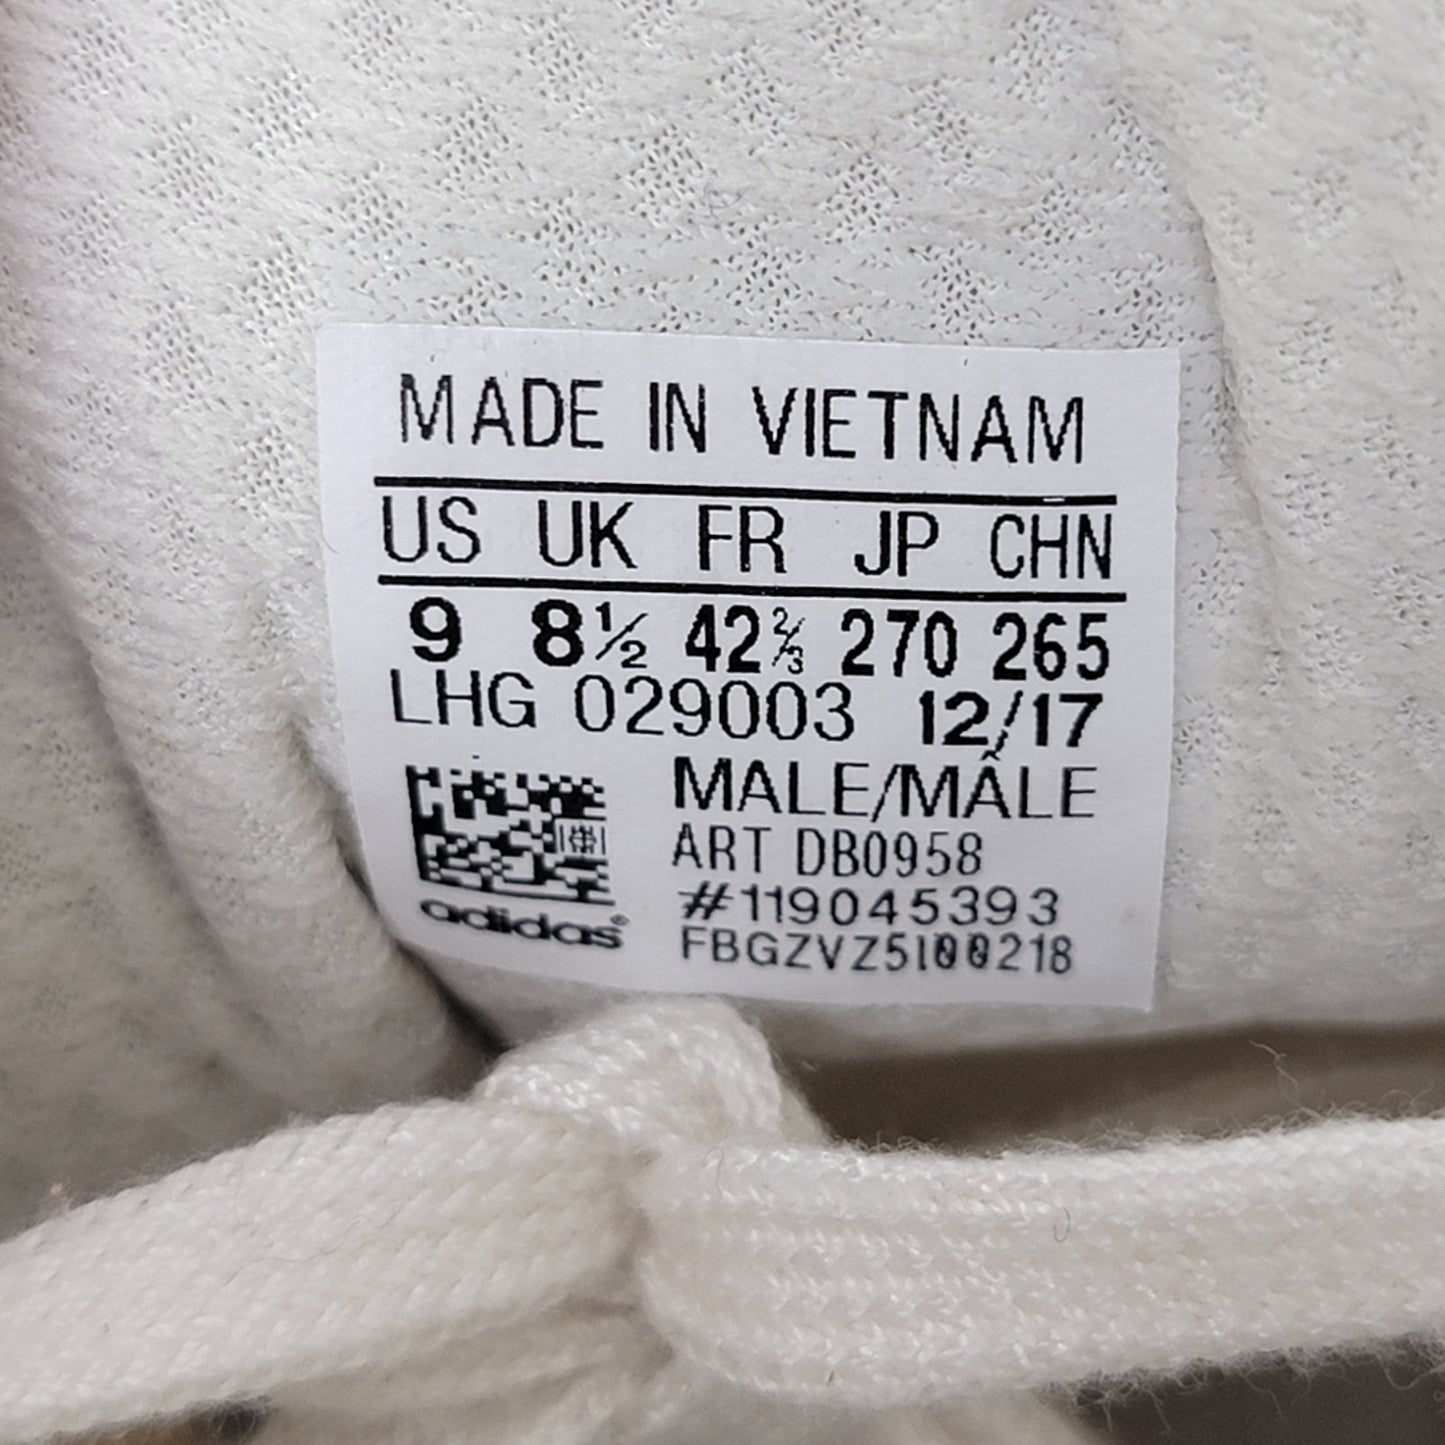 MADE IN VIETNAM
US UK FR JP CHN
9 8½ 42⅔ 270 265
LHG 029003 12/17
MALE/MÂLE
ART DB0958
#119045393
FBGZVZ5100218
adidas®